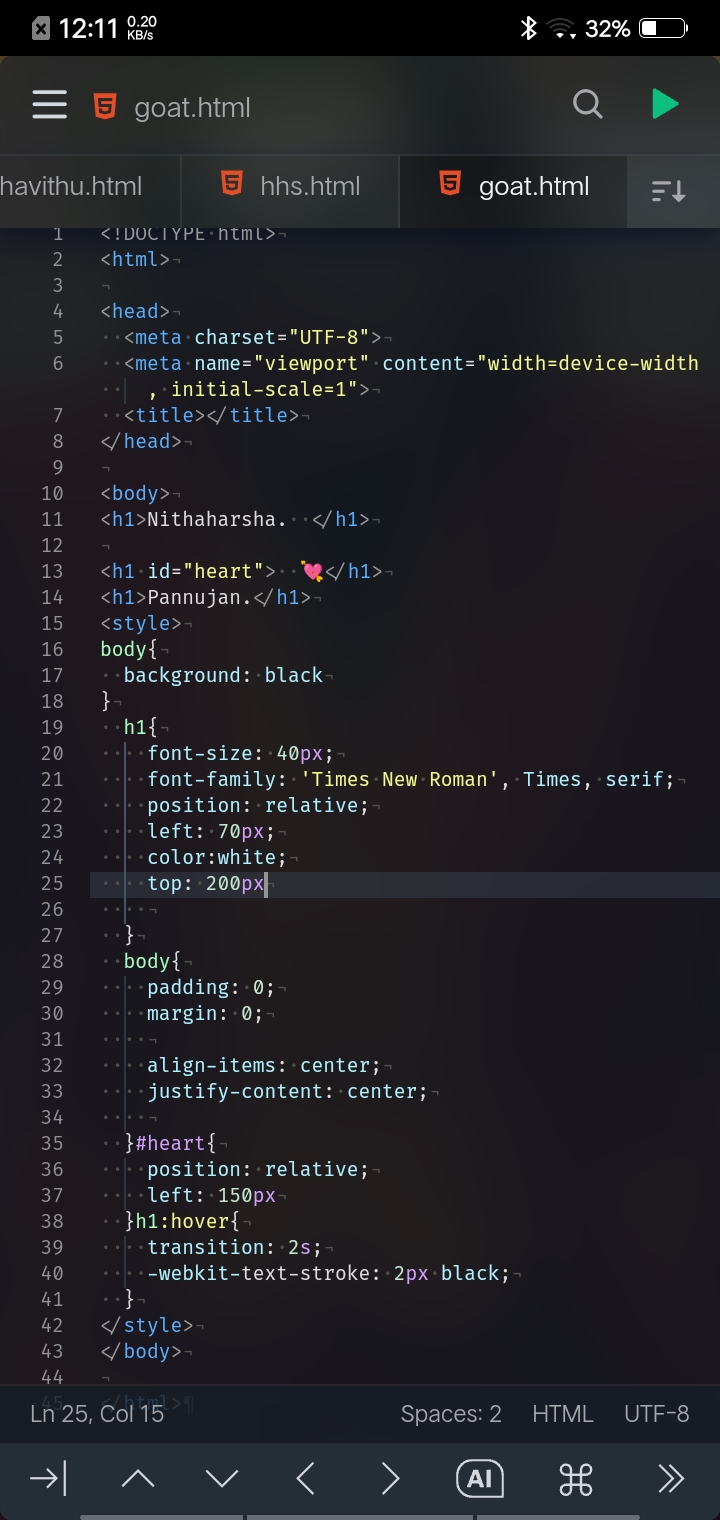 12:11 0.20 KB/s 32%
goat.html
havithu.html hhs.html goat.html
1 <!DOCTYPE html>
2 <html>
3
4 <head>
5 <meta charset="UTF-8">
6 <meta name="viewport" content="width=device-width
, initial-scale=1">
7 <title></title>
8 </head>
9
10 <body>
11 <h1>Nithaharsha.  </h1>
12
13 <h1 id="heart">  💘</h1>
14 <h1>Pannujan.</h1>
15 <style>
16 body{
17   background: black
18 }
19   h1{
20     font-size: 40px;
21     font-family: 'Times New Roman', Times, serif;
22     position: relative;
23     left: 70px;
24     color:white;
25     top: 200px
26
27   }
28   body{
29     padding: 0;
30     margin: 0;
31
32     align-items: center;
33     justify-content: center;
34
35   }#heart{
36     position: relative;
37     left: 150px
38   }h1:hover{
39     transition: 2s;
40     -webkit-text-stroke: 2px black;
41   }
42 </style>
43 </body>
44
45 </html>
Ln 25, Col 15 Spaces: 2 HTML UTF-8
AI